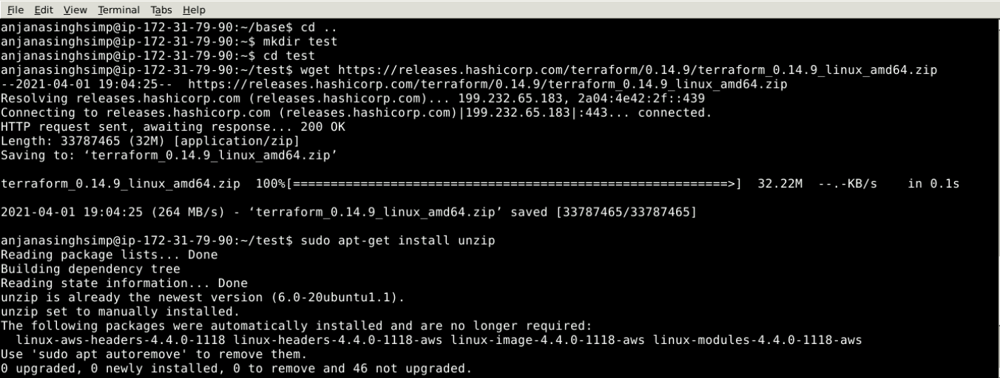 File Edit View Terminal Tabs Help
anjanasinghsimp@ip-172-31-79-90:~/base$ cd ..
anjanasinghsimp@ip-172-31-79-90:~$ mkdir test
anjanasinghsimp@ip-172-31-79-90:~$ cd test
anjanasinghsimp@ip-172-31-79-90:~/test$ wget https://releases.hashicorp.com/terraform/0.14.9/terraform_0.14.9_linux_amd64.zip
--2021-04-01 19:04:25--  https://releases.hashicorp.com/terraform/0.14.9/terraform_0.14.9_linux_amd64.zip
Resolving releases.hashicorp.com (releases.hashicorp.com)... 199.232.65.183, 2a04:4e42:2f::439
Connecting to releases.hashicorp.com (releases.hashicorp.com)|199.232.65.183|:443... connected.
HTTP request sent, awaiting response... 200 OK
Length: 33787465 (32M) [application/zip]
Saving to: ‘terraform_0.14.9_linux_amd64.zip’
terraform_0.14.9_linux_amd64.zip  100%[==========================================================>]  32.22M  --.-KB/s    in 0.1s
2021-04-01 19:04:25 (264 MB/s) - ‘terraform_0.14.9_linux_amd64.zip’ saved [33787465/33787465]
anjanasinghsimp@ip-172-31-79-90:~/test$ sudo apt-get install unzip
Reading package lists... Done
Building dependency tree
Reading state information... Done
unzip is already the newest version (6.0-20ubuntu1.1).
unzip set to manually installed.
The following packages were automatically installed and are no longer required:
  linux-aws-headers-4.4.0-1118 linux-headers-4.4.0-1118-aws linux-image-4.4.0-1118-aws linux-modules-4.4.0-1118-aws
Use 'sudo apt autoremove' to remove them.
0 upgraded, 0 newly installed, 0 to remove and 46 not upgraded.